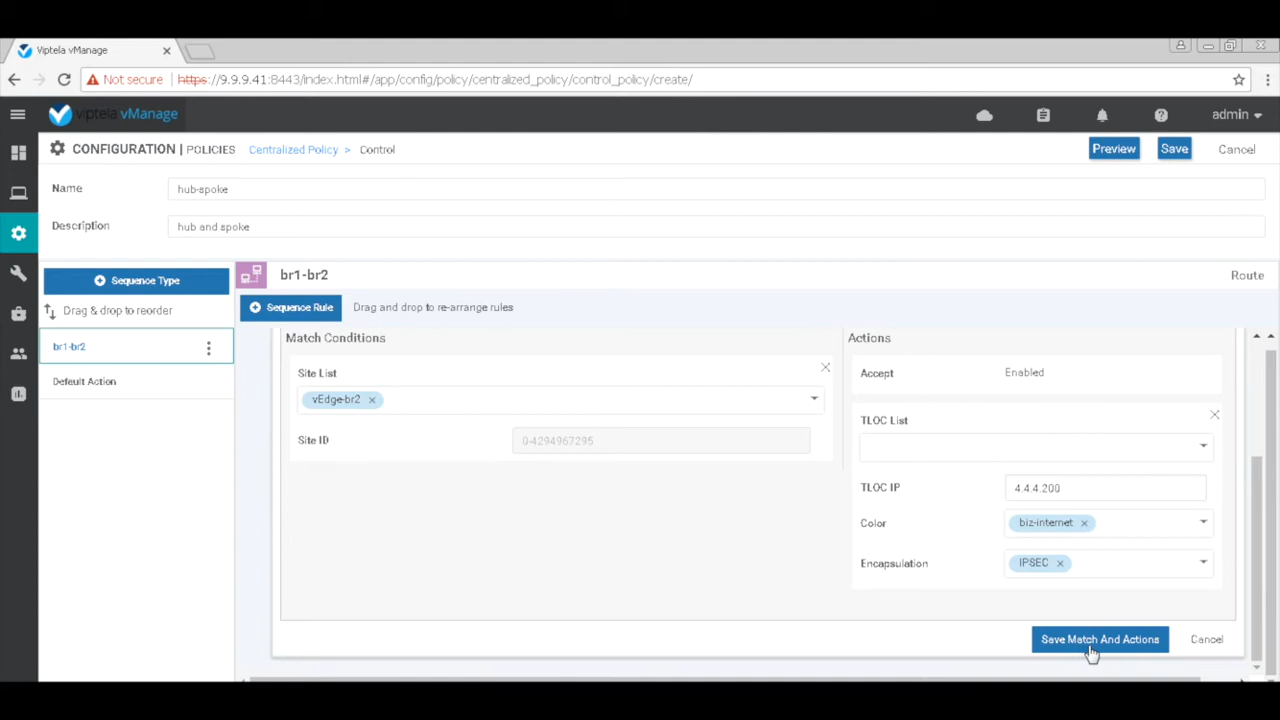 Viptela vManage
Not secure https://9.9.9.41:8443/index.html#/app/config/policy/centralized_policy/control_policy/create/
viptela vManage
admin
CONFIGURATION | POLICIES Centralized Policy > Control
Preview Save Cancel
Name hub-spoke
Description hub and spoke
Sequence Type
Drag & drop to reorder
br1-br2
Default Action
br1-br2 Route
Sequence Rule Drag and drop to re-arrange rules
Match Conditions
Site List
vEdge-br2
Site ID 0-4294967295
Actions
Accept Enabled
TLOC List
TLOC IP 4.4.4.200
Color biz-internet
Encapsulation IPSEC
Save Match And Actions Cancel